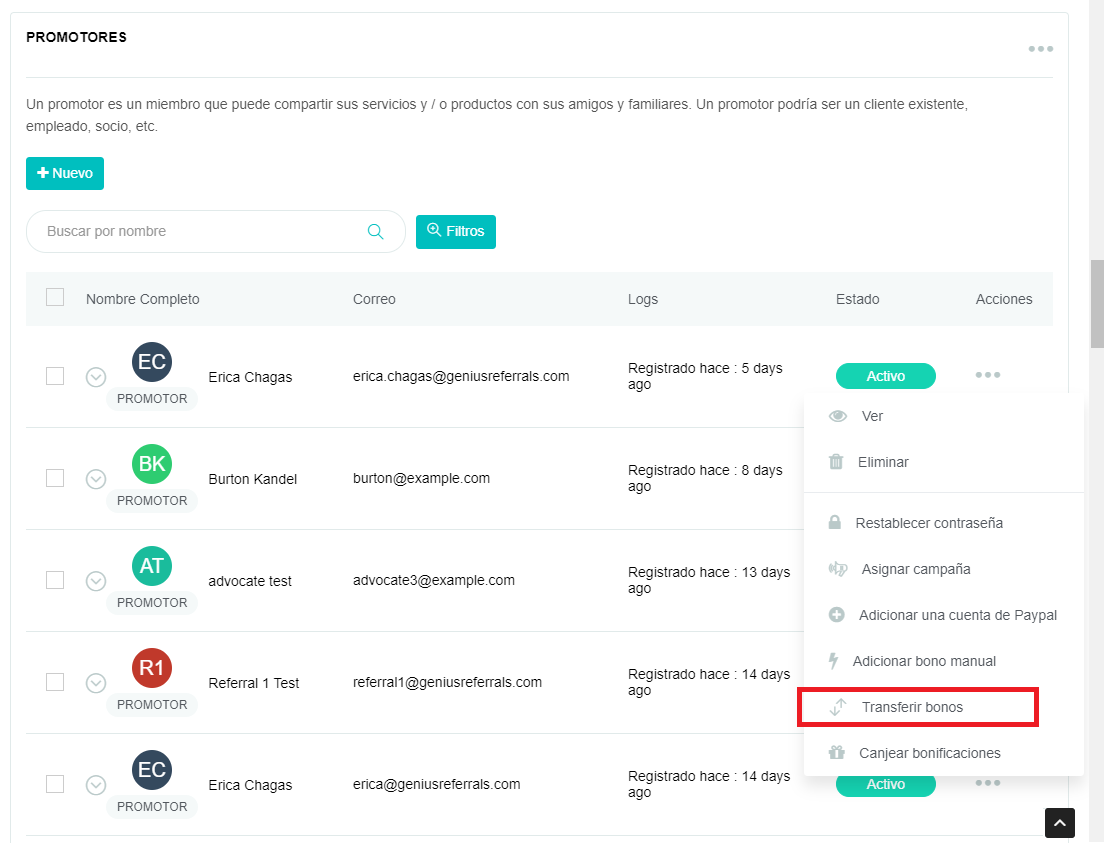 PROMOTORES
Un promotor es un miembro que puede compartir sus servicios y / o productos con sus amigos y familiares. Un promotor podría ser un cliente existente,
empleado, socio, etc.
Nuevo
Buscar por nombre
Filtros
Nombre Completo Correo Logs Estado Acciones
EC
PROMOTOR
Erica Chagas
erica.chagas@geniusreferrals.com
Registrado hace : 5 days
ago
Activo
BK
PROMOTOR
Burton Kandel
burton@example.com
Registrado hace : 8 days
ago
AT
PROMOTOR
advocate test
advocate3@example.com
Registrado hace : 13 days
ago
R1
PROMOTOR
Referral 1 Test
referral1@geniusreferrals.com
Registrado hace : 14 days
ago
EC
PROMOTOR
Erica Chagas
erica@geniusreferrals.com
Registrado hace : 14 days
ago
Activo
Ver
Eliminar
Restablecer contraseña
Asignar campaña
Adicionar una cuenta de Paypal
Adicionar bono manual
Transferir bonos
Canjear bonificaciones